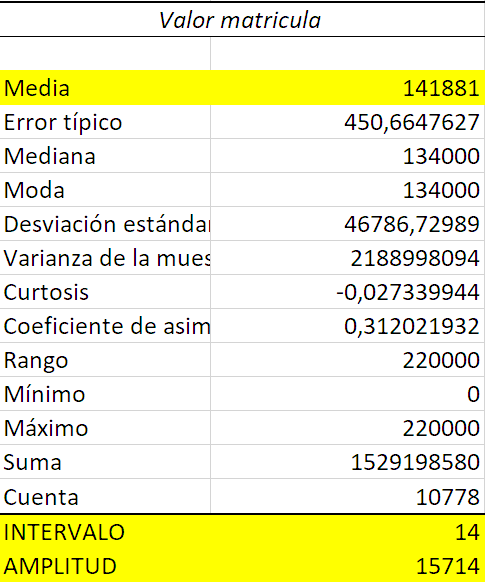 Valor matricula
Media 141881
Error típico 450,6647627
Mediana 134000
Moda 134000
Desviación estánda 46786,72989
Varianza de la mues 2188998094
Curtosis -0,027339944
Coeficiente de asim 0,312021932
Rango 220000
Mínimo 0
Máximo 220000
Suma 1529198580
Cuenta 10778
INTERVALO 14
AMPLITUD 15714